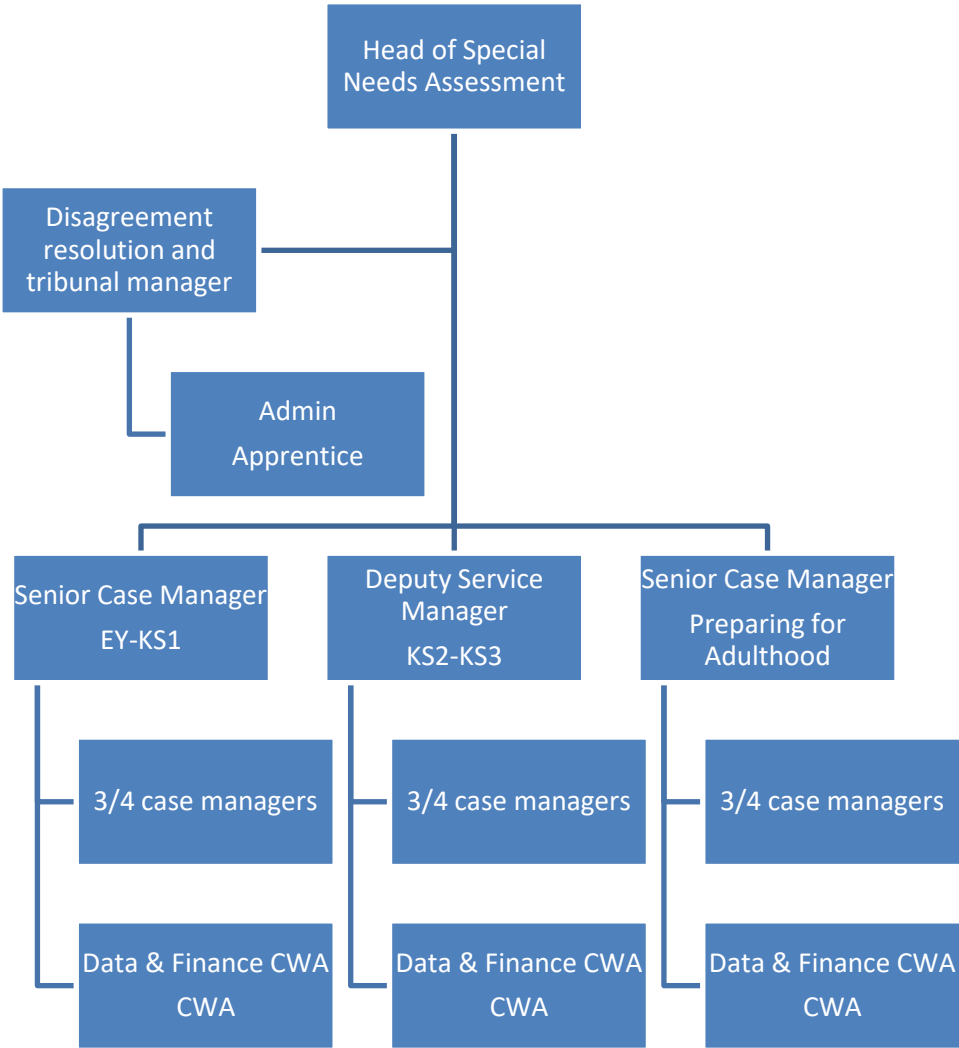 Head of Special
Needs Assessment
Disagreement
resolution and
tribunal manager
Admin
Apprentice
Senior Case Manager
EY-KS1
Deputy Service
Manager
KS2-KS3
Senior Case Manager
Preparing for
Adulthood
3/4 case managers
3/4 case managers
3/4 case managers
Data & Finance CWA
CWA
Data & Finance CWA
CWA
Data & Finance CWA
CWA